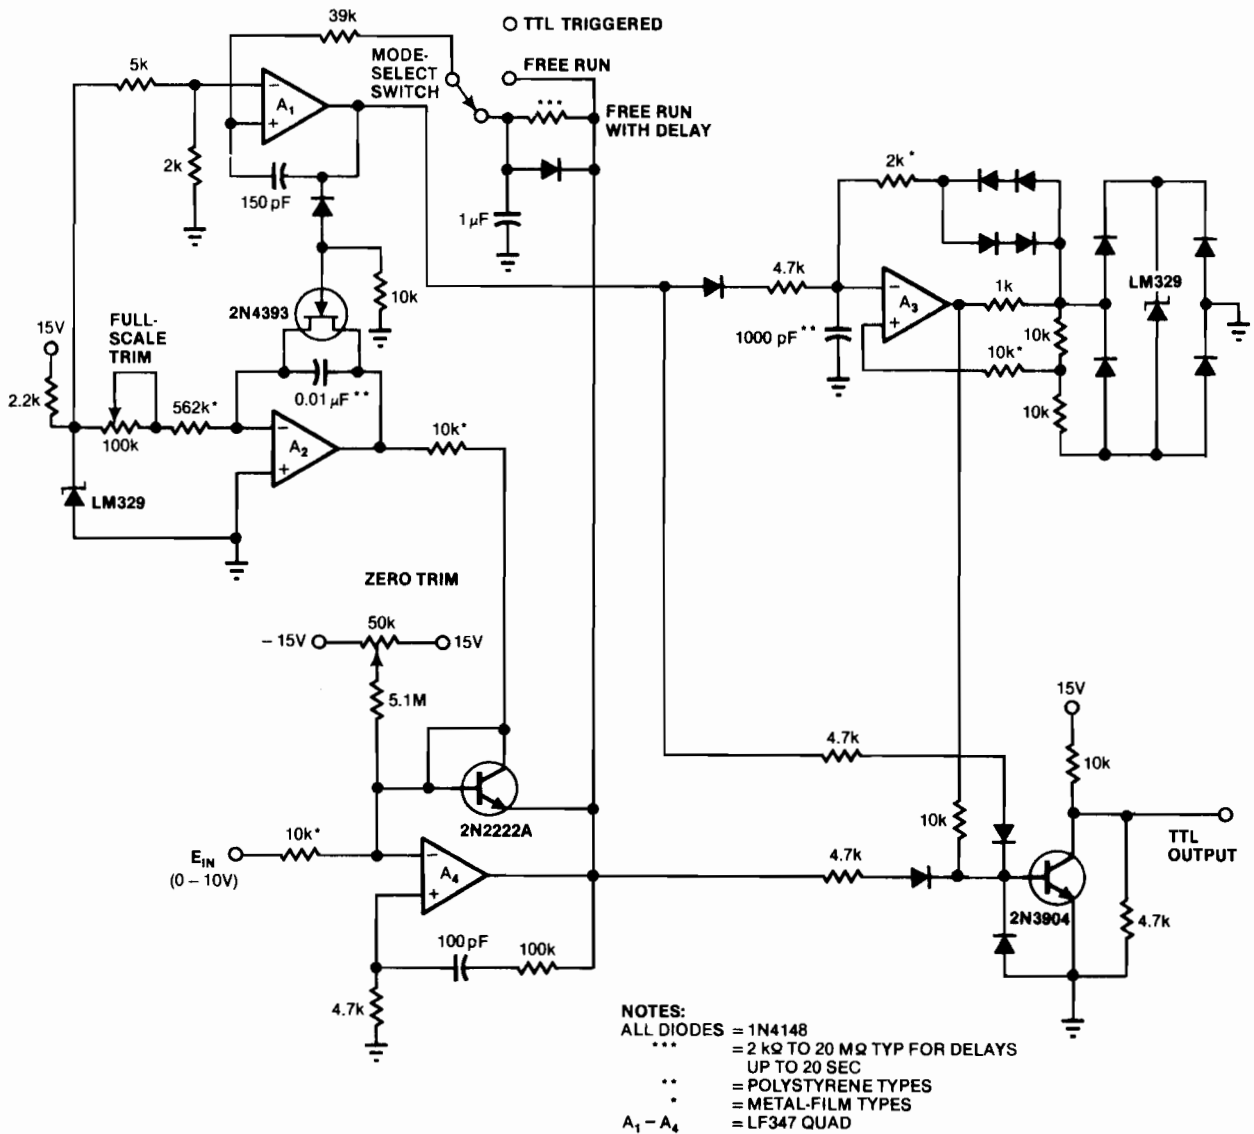 39k
TTL TRIGGERED
MODE-
SELECT
SWITCH
FREE RUN
5k
A1
***
FREE RUN
WITH DELAY
2k
2k*
150 pF
1 µF
4.7k
A3
1k
LM329
10k
2N4393
1000 pF**
10k
10k*
15V
FULL-
SCALE
TRIM
2.2k
562k*
0.01 µF**
10k
100k
A2
10k*
LM329
ZERO TRIM
50k
– 15V
15V
5.1M
15V
4.7k
10k
2N2222A
10k
TTL
OUTPUT
EIN
(0 – 10V)
10k*
A4
4.7k
2N3904
4.7k
100 pF
100k
4.7k
NOTES:
ALL DIODES = 1N4148
*** = 2 kΩ TO 20 MΩ TYP FOR DELAYS
UP TO 20 SEC
** = POLYSTYRENE TYPES
* = METAL-FILM TYPES
A1 – A4 = LF347 QUAD